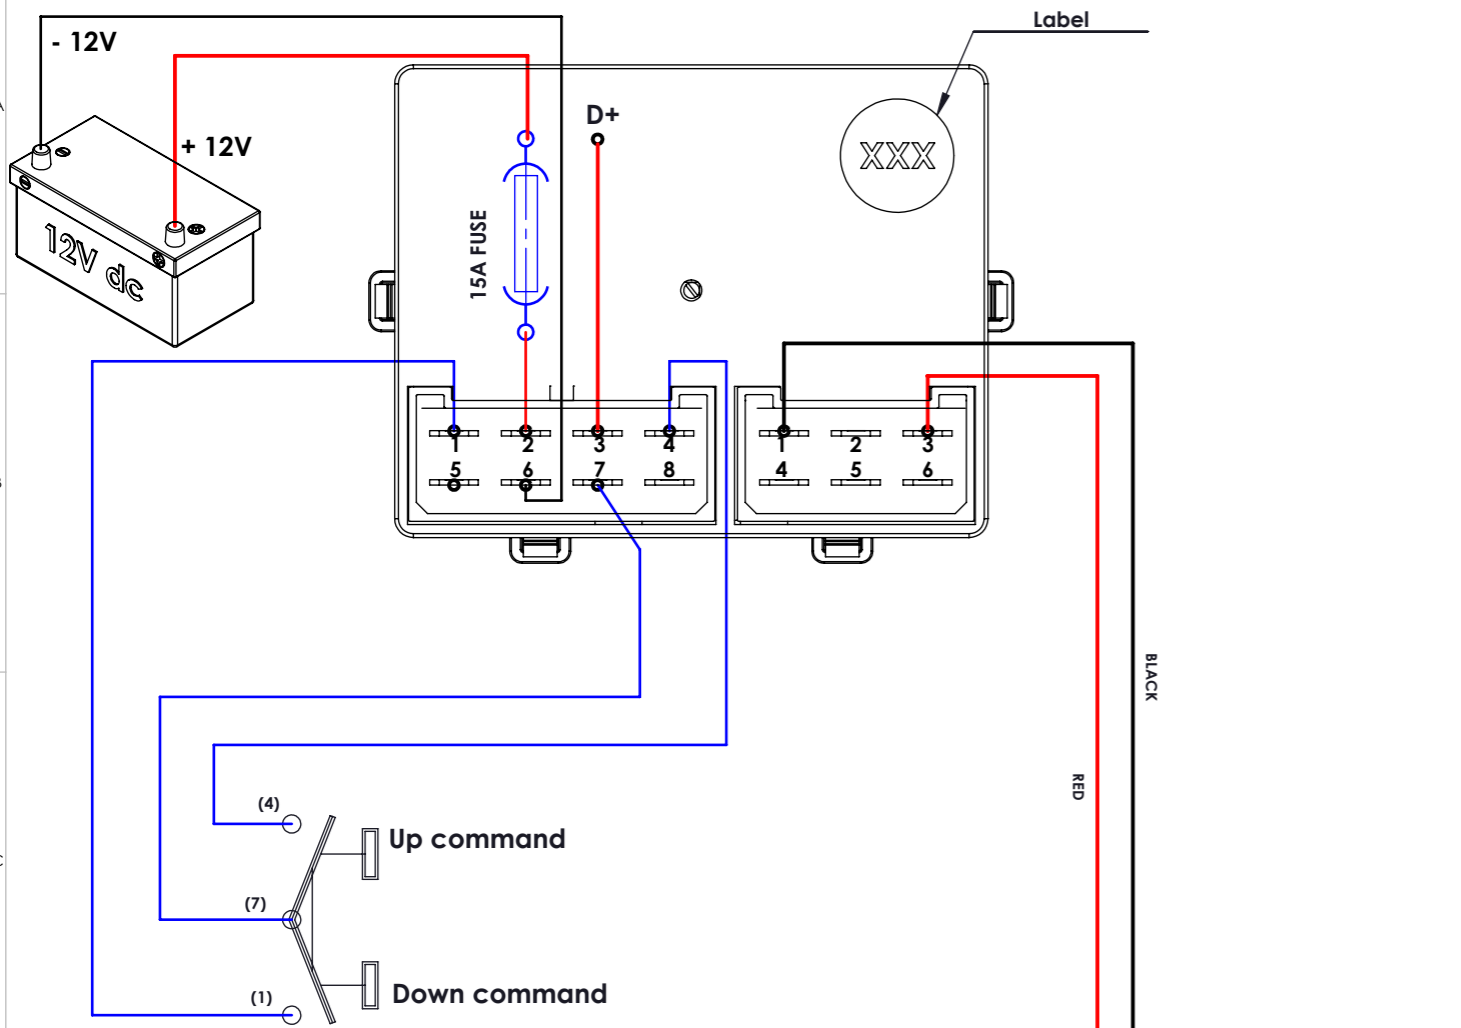 Label
- 12V
D+
+ 12V
XXX
12V dc
15A FUSE
1 2 3 4
5 6 7 8
1 2 3
4 5 6
BLACK
RED
(4)
Up command
(7)
(1)
Down command